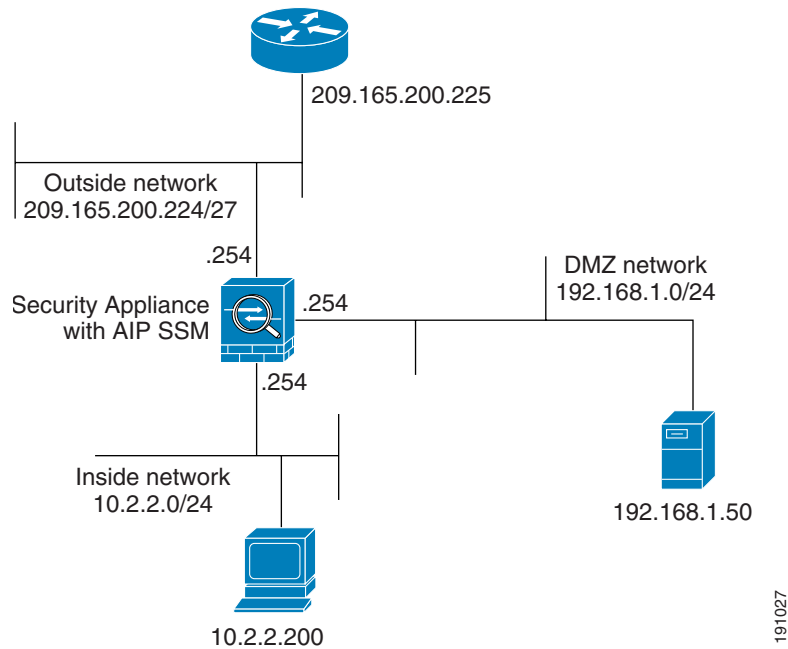 209.165.200.225
Outside network
209.165.200.224/27
.254
DMZ network
192.168.1.0/24
Security Appliance
with AIP SSM
.254
.254
Inside network
10.2.2.0/24
192.168.1.50
10.2.2.200
191027